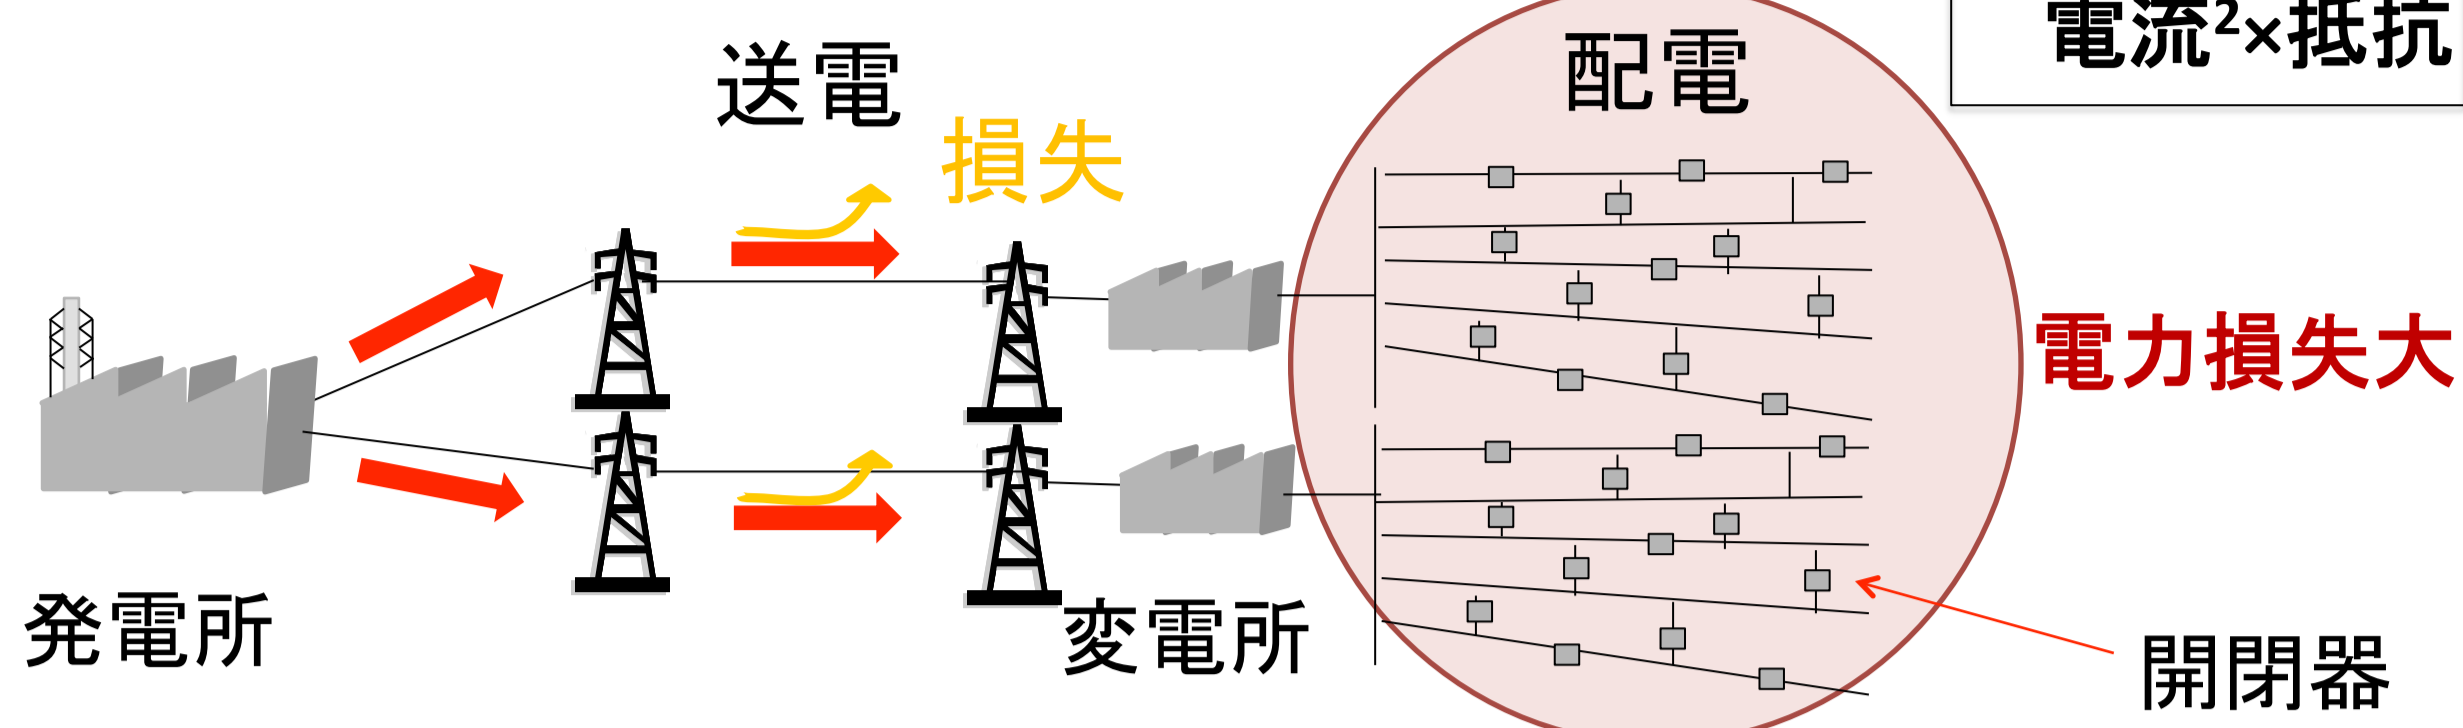 電流²×抵抗
送電
配電
損失
電力損失大
発電所
変電所
開閉器